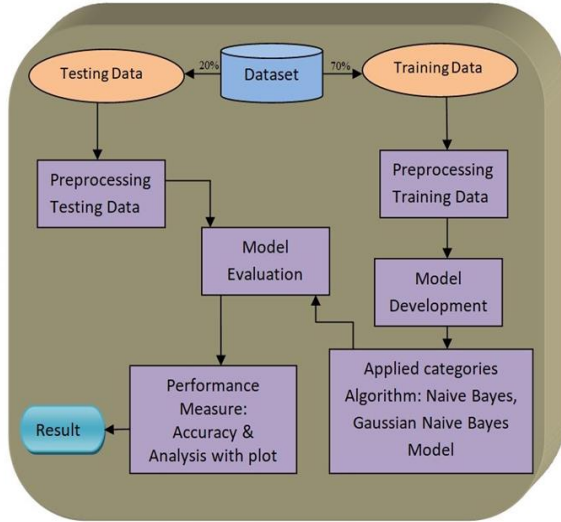 Testing Data
20%
Dataset
70%
Training Data
Preprocessing
Testing Data
Preprocessing
Training Data
Model
Evaluation
Model
Development
Performance
Measure:
Accuracy &
Analysis with plot
Applied categories
Algorithm: Naive Bayes,
Gaussian Naive Bayes
Model
Result